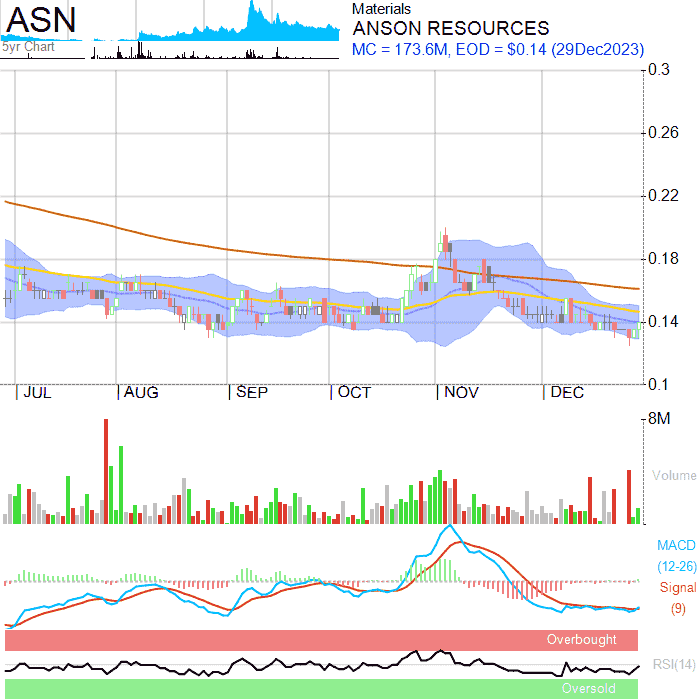 ASN
5yr Chart
Materials
ANSON RESOURCES
MC = 173.6M, EOD = $0.14 (29Dec2023)
0.3
0.26
0.22
0.18
0.14
0.1
JUL AUG SEP OCT NOV DEC
8M
Volume
MACD
(12-26)
Signal
(9)
Overbought
RSI(14)
Oversold